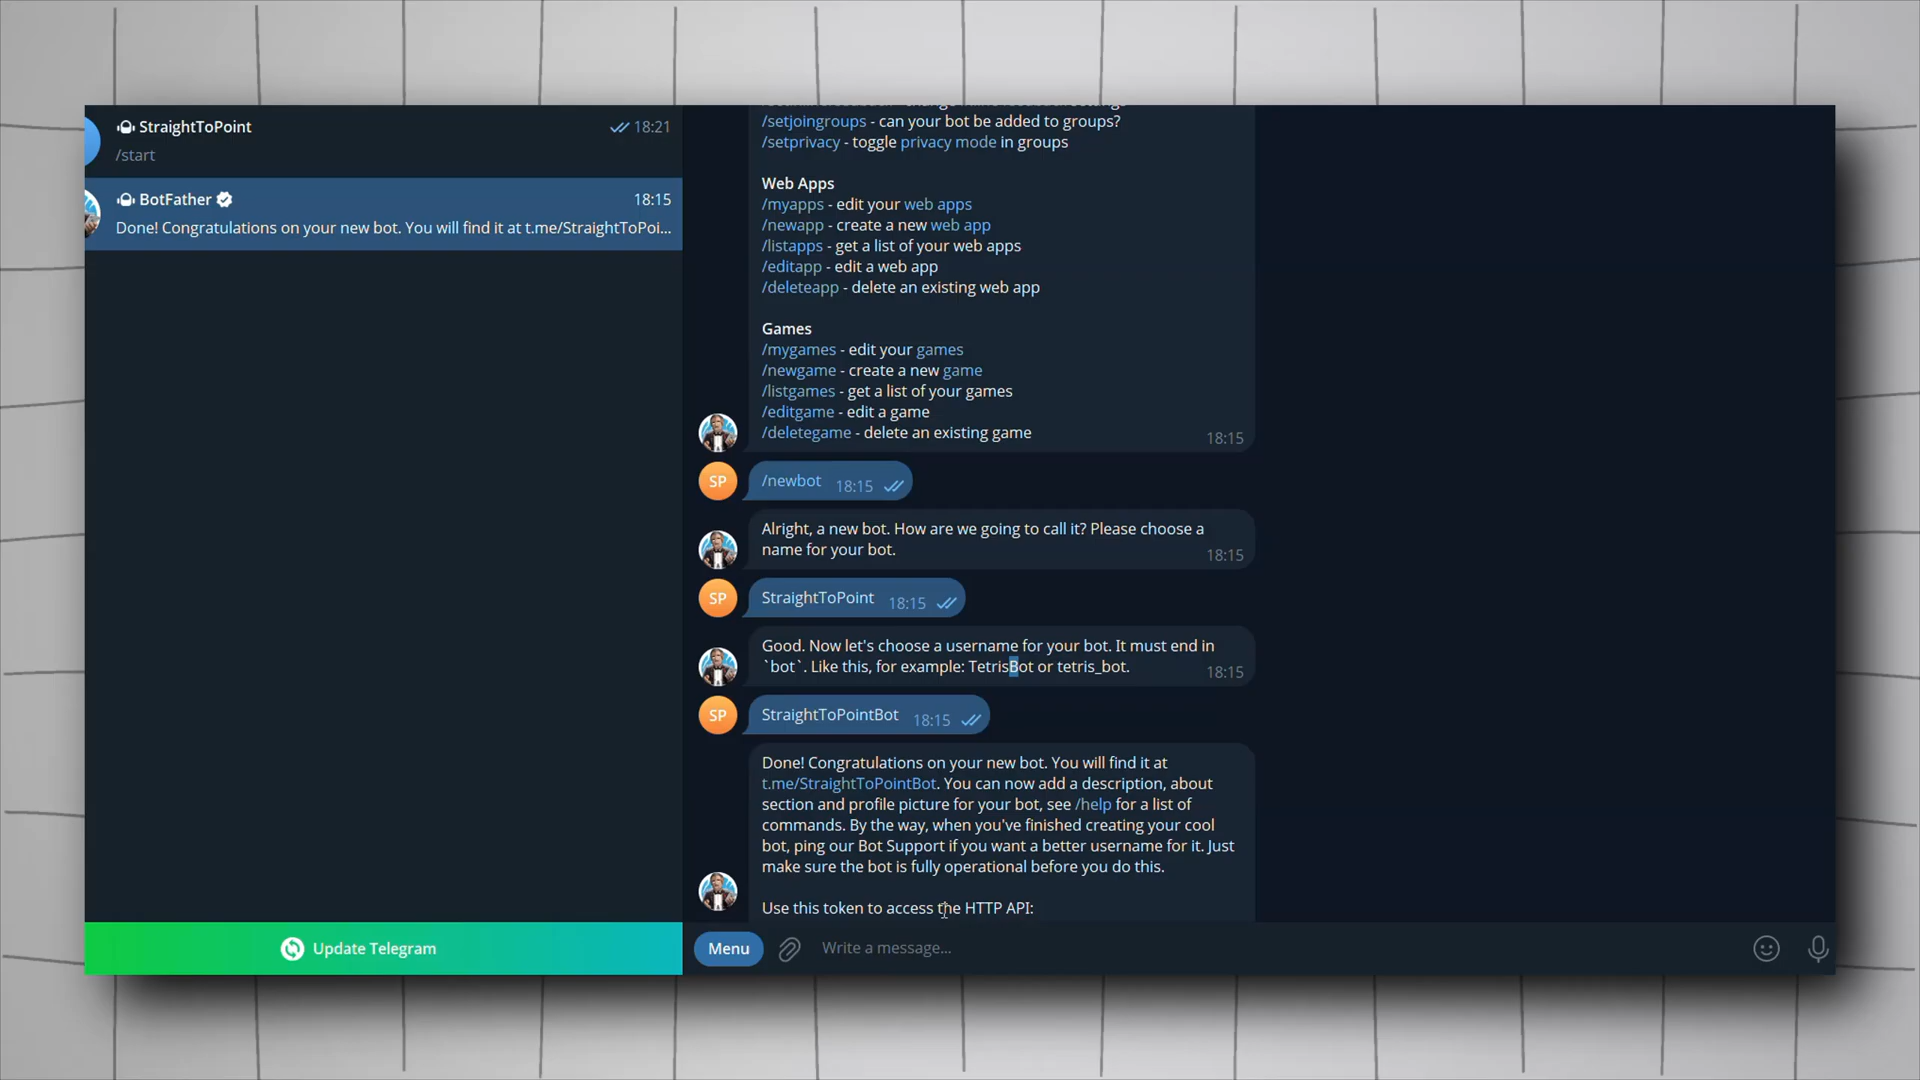 StraightToPoint 18:21
/start
BotFather 18:15
Done! Congratulations on your new bot. You will find it at t.me/StraightToPoi...
Update Telegram
/setjoingroups - can your bot be added to groups?
/setprivacy - toggle privacy mode in groups
Web Apps
/myapps - edit your web apps
/newapp - create a new web app
/listapps - get a list of your web apps
/editapp - edit a web app
/deleteapp - delete an existing web app
Games
/mygames - edit your games
/newgame - create a new game
/listgames - get a list of your games
/editgame - edit a game
/deletegame - delete an existing game
18:15
SP /newbot 18:15
Alright, a new bot. How are we going to call it? Please choose a
name for your bot.
18:15
SP StraightToPoint 18:15
Good. Now let's choose a username for your bot. It must end in
`bot`. Like this, for example: TetrisBot or tetris_bot.
18:15
SP StraightToPointBot 18:15
Done! Congratulations on your new bot. You will find it at
t.me/StraightToPointBot. You can now add a description, about
section and profile picture for your bot, see /help for a list of
commands. By the way, when you've finished creating your cool
bot, ping our Bot Support if you want a better username for it. Just
make sure the bot is fully operational before you do this.
Use this token to access the HTTP API:
Menu Write a message...